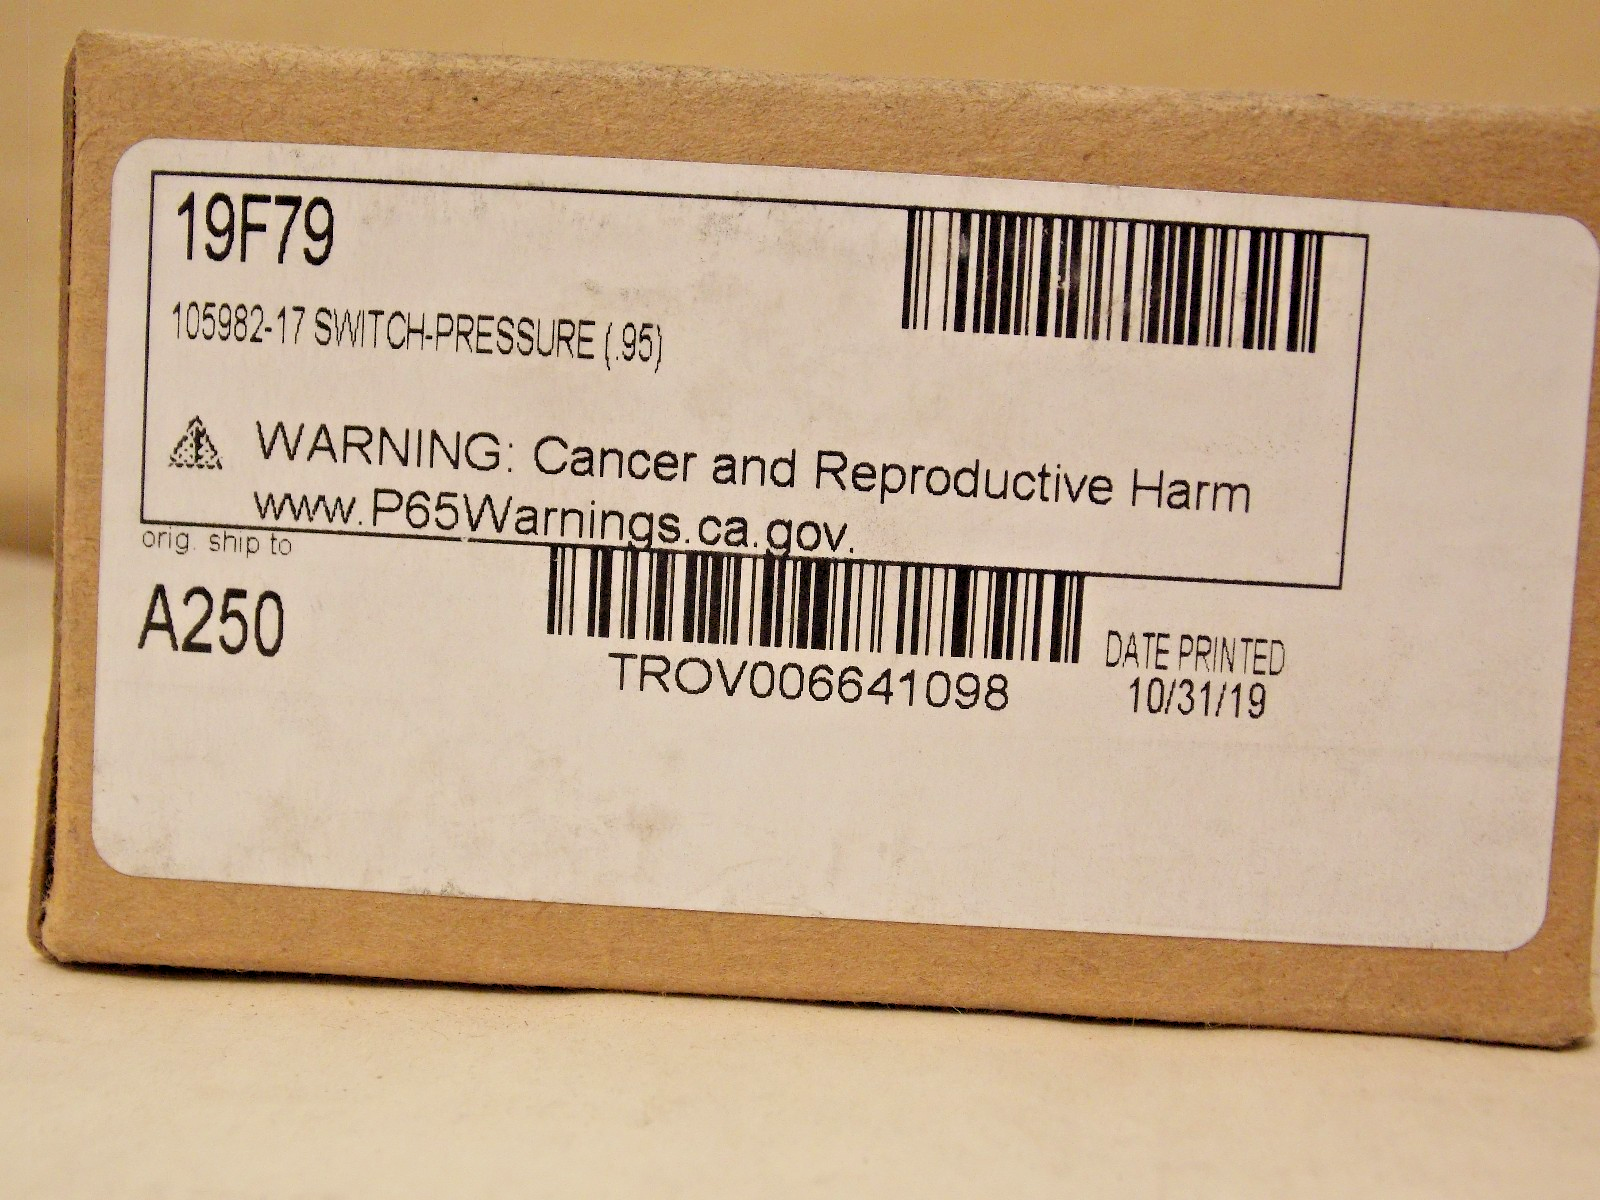 19F79
105982-17 SWITCH-PRESSURE (.95)
WARNING: Cancer and Reproductive Harm
www.P65Warnings.ca.gov.
orig. ship to
A250
TROV006641098
DATE PRINTED
10/31/19